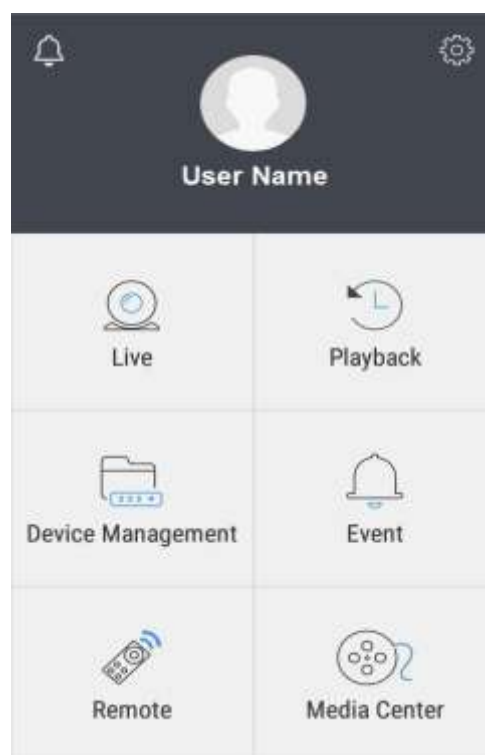 User Name
Live
Playback
Device Management
Event
Remote
Media Center